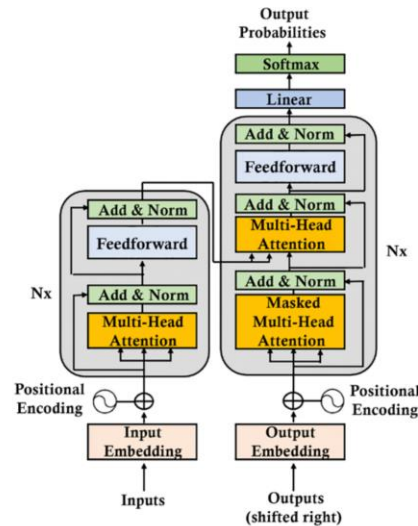 Output
Probabilities
Softmax
Linear
Add & Norm
Feedforward
Add & Norm
Multi-Head
Attention
Nx
Add & Norm
Masked
Multi-Head
Attention
Positional
Encoding
Output
Embedding
Outputs
(shifted right)
Add & Norm
Feedforward
Nx
Add & Norm
Multi-Head
Attention
Positional
Encoding
Input
Embedding
Inputs